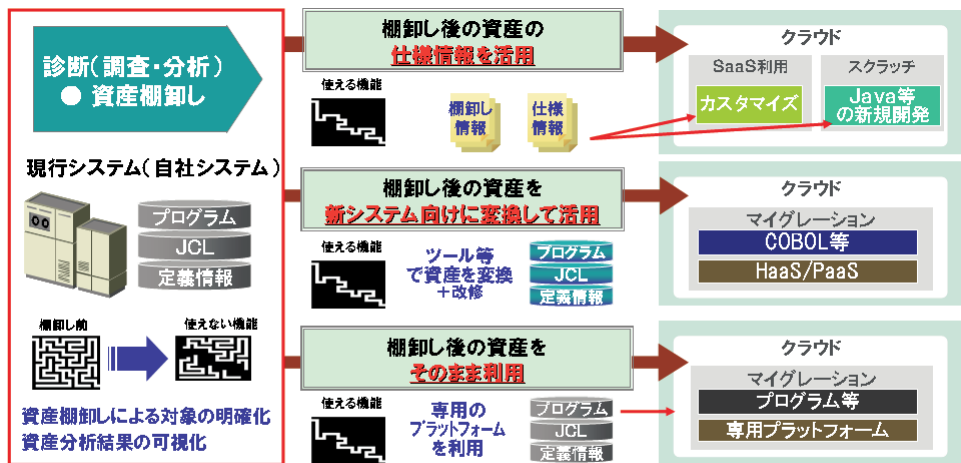 診断(調査・分析)
● 資産棚卸し
現行システム(自社システム)
プログラム
JCL
定義情報
棚卸し前
使えない機能
資産棚卸しによる対象の明確化
資産分析結果の可視化
棚卸し後の資産の
仕様情報を活用
使える機能
棚卸し
情報
仕様
情報
クラウド
SaaS利用
カスタマイズ
スクラッチ
Java等
の新規開発
棚卸し後の資産を
新システム向けに変換して活用
使える機能
ツール等
で資産を変換
+改修
プログラム
JCL
定義情報
クラウド
マイグレーション
COBOL等
HaaS/PaaS
棚卸し後の資産を
そのまま利用
使える機能
専用の
プラットフォーム
を利用
プログラム
JCL
定義情報
クラウド
マイグレーション
プログラム等
専用プラットフォーム